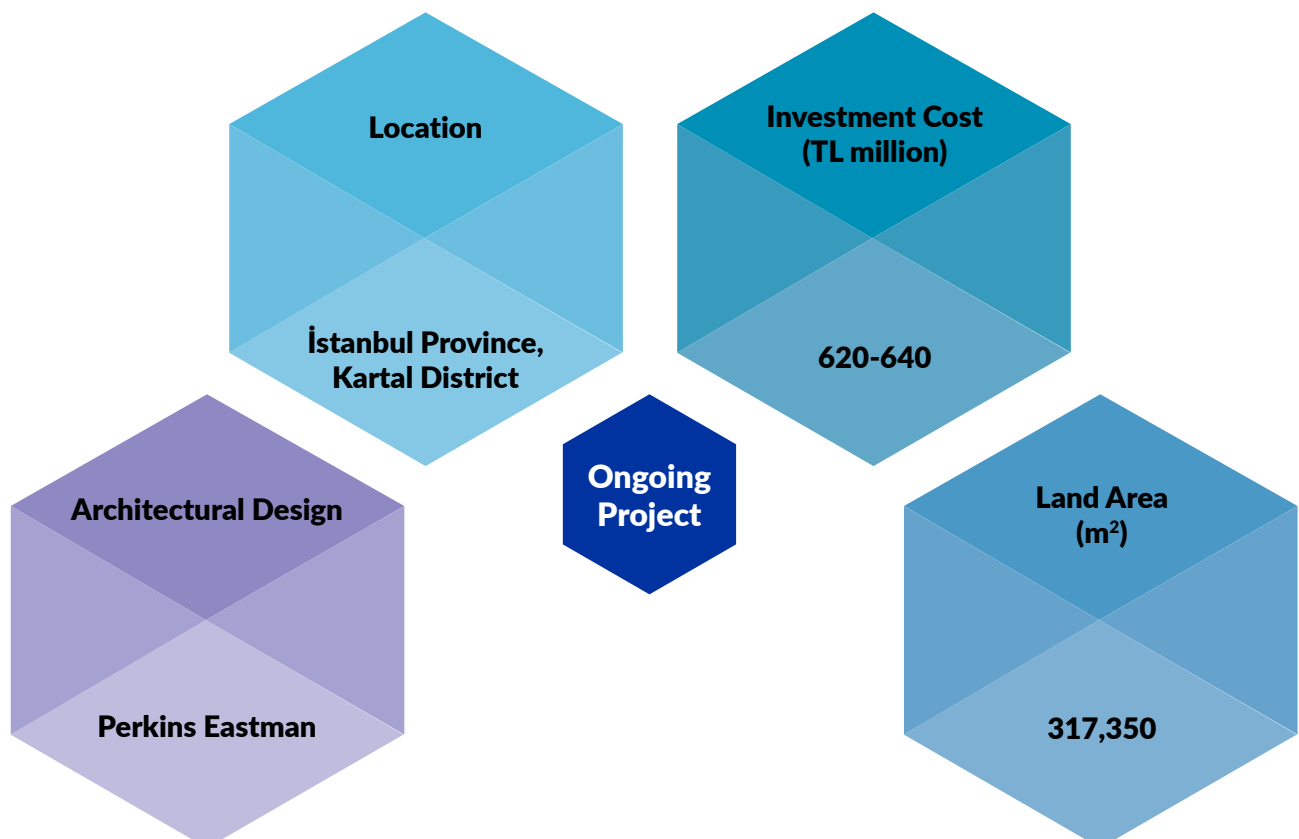 Location
İstanbul Province,
Kartal District
Investment Cost
(TL million)
620-640
Architectural Design
Perkins Eastman
Ongoing
Project
Land Area
(m²)
317,350